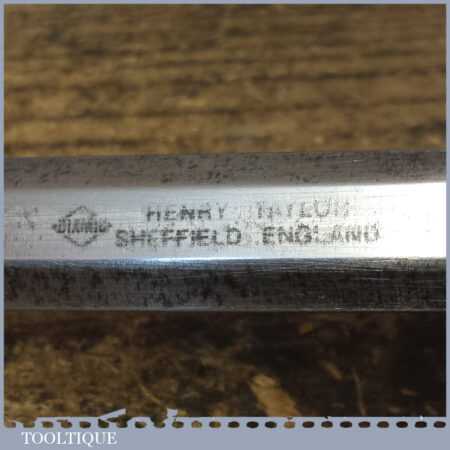 DIAMIC HENRY TAYLOR
SHEFFIELD ENGLAND
TOOLTIQUE